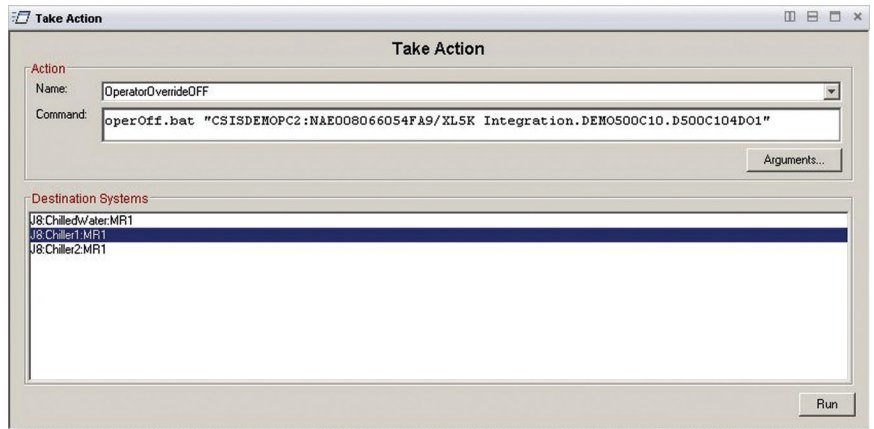 Take Action
Take Action
Action
Name: OperatorOverrideOFF
Command: operOff.bat "CSISDEMOPC2:NAE008066054FA9/XL5K Integration.DEMO500C10.D500C104DO1"
Arguments...
Destination Systems
J8:ChilledWater:MR1
J8:Chiller1:MR1
J8:Chiller2:MR1
Run